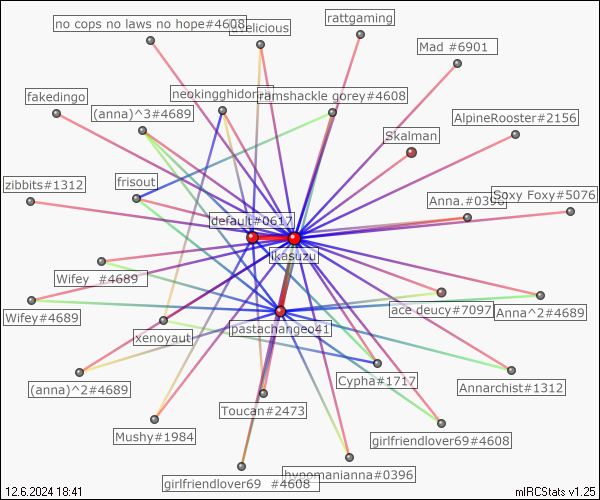 no cops no laws no hope#4608
rattgaming
Mad #6901
neokingghidor
ramshackle gorey#4608
fakedingo
(anna)^3#4689
AlpineRooster#2156
Skalman
zibbits#1312
frisout
Anna.#0396
Soxy Foxy#5076
default#0617
ikasuzu
Wifey  #4689
Wifey#4689
ace deucy#7097
Anna^2#4689
pastachangeo41
xenoyaut
(anna)^2#4689
Cypha#1717
Annarchist#1312
Toucan#2473
Mushy#1984
girlfriendlover69#4608
girlfriendlover69  #4608
hypomanianna#0396
12.6.2024 18:41
mIRCStats v1.25